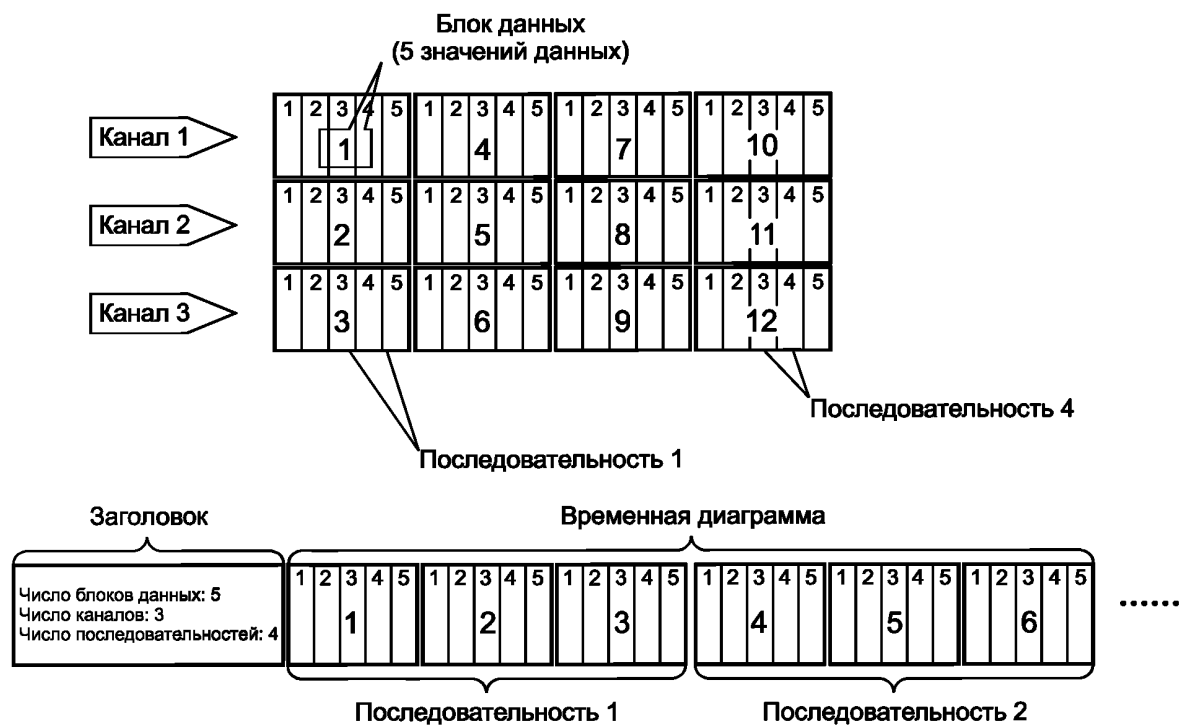 Блок данных
(5 значений данных)
1 2 3 4 5 1 2 3 4 5 1 2 3 4 5 1 2 3 4 5
Канал 1 1 4 7 10
1 2 3 4 5 1 2 3 4 5 1 2 3 4 5 1 2 3 4 5
Канал 2 2 5 8 11
1 2 3 4 5 1 2 3 4 5 1 2 3 4 5 1 2 3 4 5
Канал 3 3 6 9 12
Последовательность 4
Последовательность 1
Заголовок Временная диаграмма
1 2 3 4 5 1 2 3 4 5 1 2 3 4 5 1 2 3 4 5 1 2 3 4 5 1 2 3 4 5
Число блоков данных: 5
Число каналов: 3
Число последовательностей: 4
1 2 3 4 5 6 ......
Последовательность 1 Последовательность 2